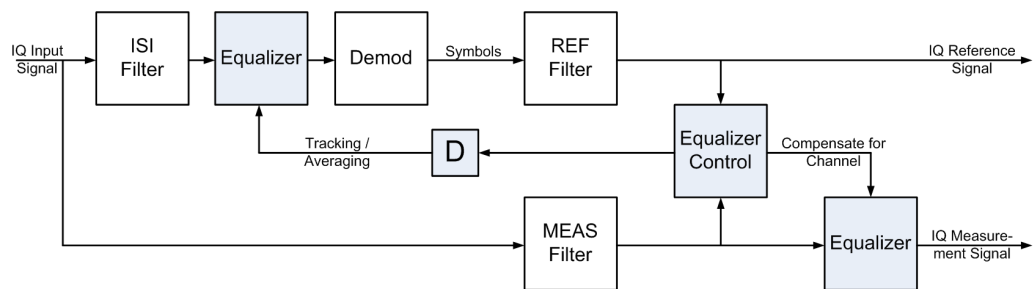 IQ Input
Signal
ISI
Filter
Equalizer
Demod
Symbols
REF
Filter
IQ Reference
Signal
Tracking /
Averaging
D
Equalizer
Control
Compensate for
Channel
MEAS
Filter
Equalizer
IQ Measure-
ment Signal